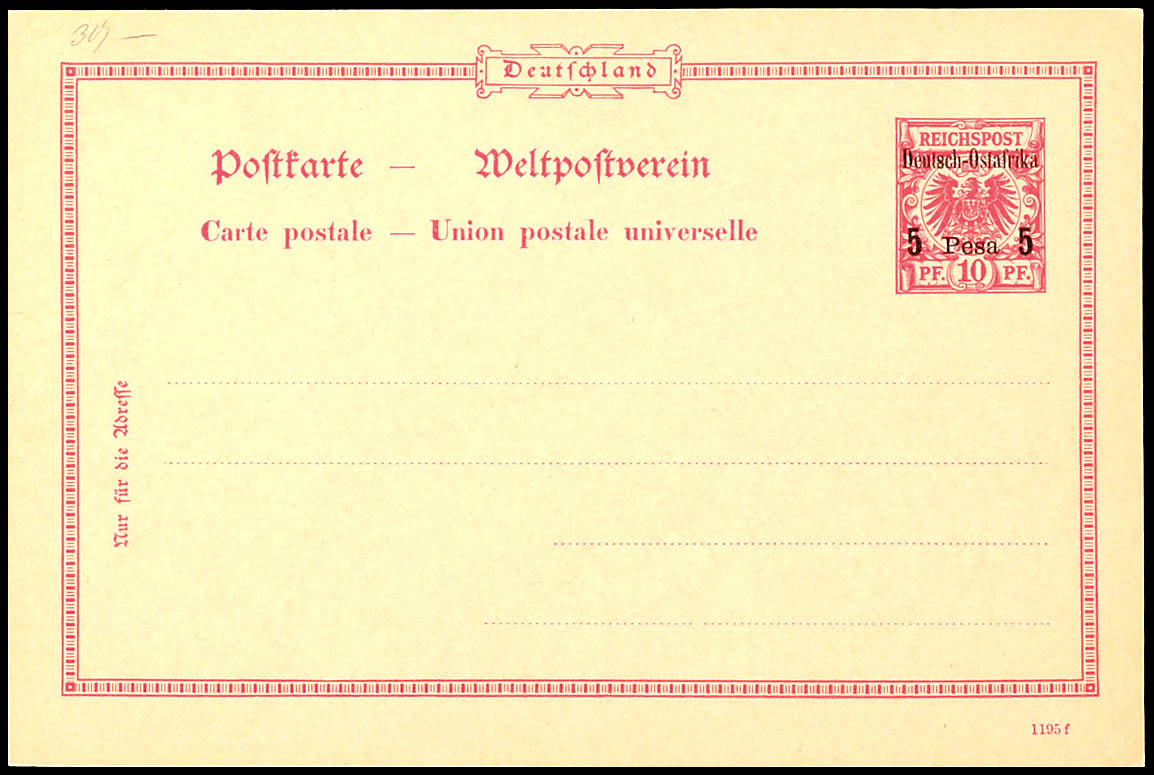 Deutschland
REICHSPOST
Deutsch-Ostafrika
5 Pesa 5
PF. 10 PF.
Postkarte — Weltpostverein
Carte postale — Union postale universelle
Nur für die Adresse
1195 f